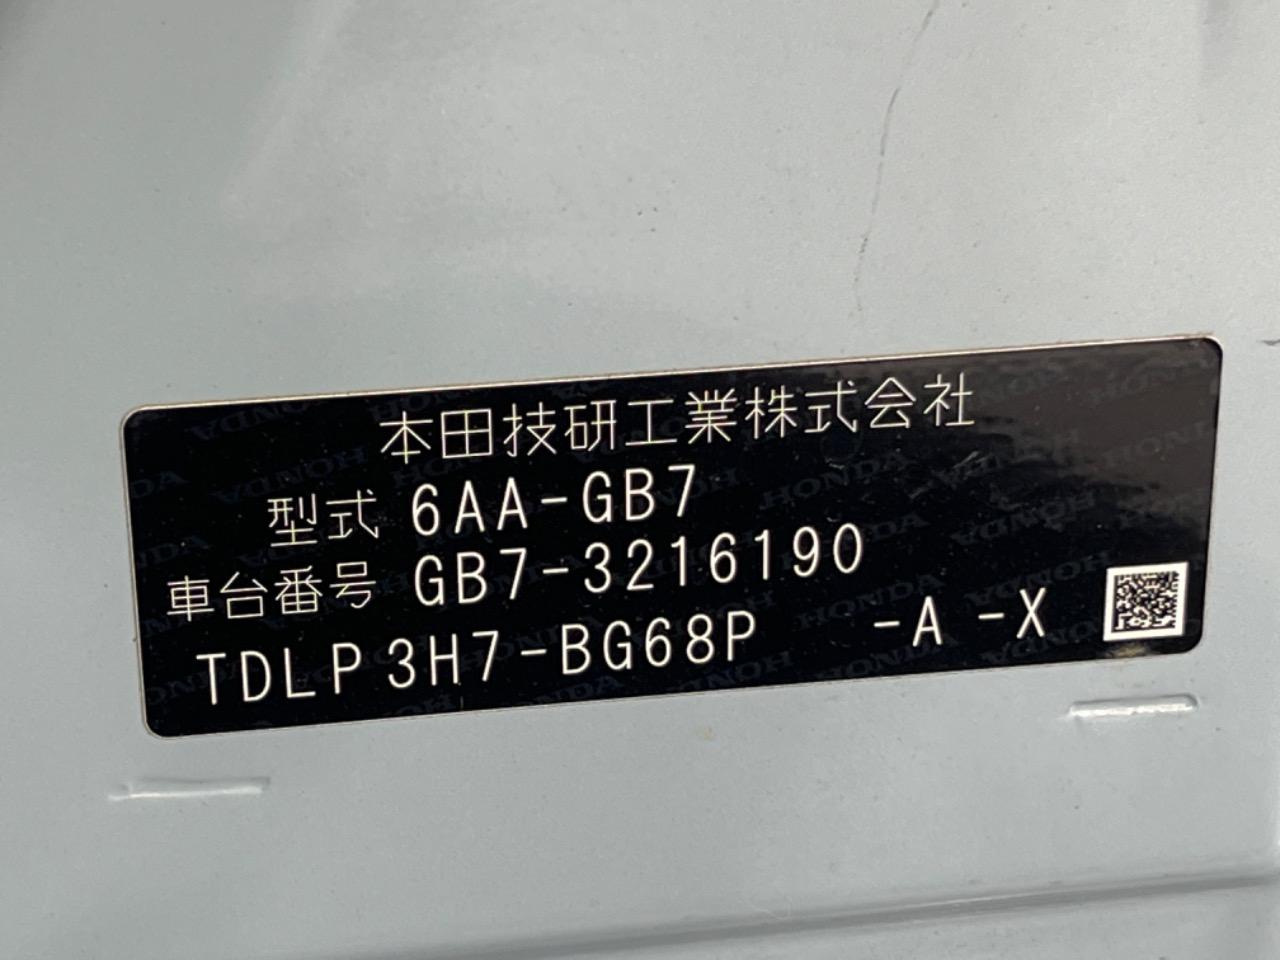 本田技研工業株式会社
型式 6AA-GB7
車台番号 GB7-3216190
TDLP3H7-BG68P -A -X